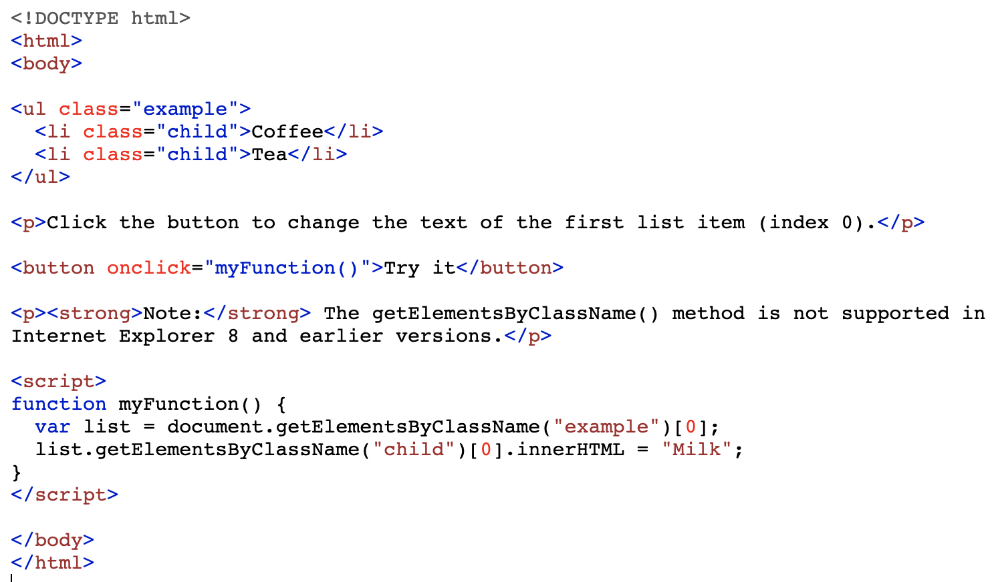 <!DOCTYPE html>
<html>
<body>

<ul class="example">
  <li class="child">Coffee</li>
  <li class="child">Tea</li>
</ul>

<p>Click the button to change the text of the first list item (index 0).</p>

<button onclick="myFunction()">Try it</button>

<p><strong>Note:</strong> The getElementsByClassName() method is not supported in
Internet Explorer 8 and earlier versions.</p>

<script>
function myFunction() {
  var list = document.getElementsByClassName("example")[0];
  list.getElementsByClassName("child")[0].innerHTML = "Milk";
}
</script>

</body>
</html>